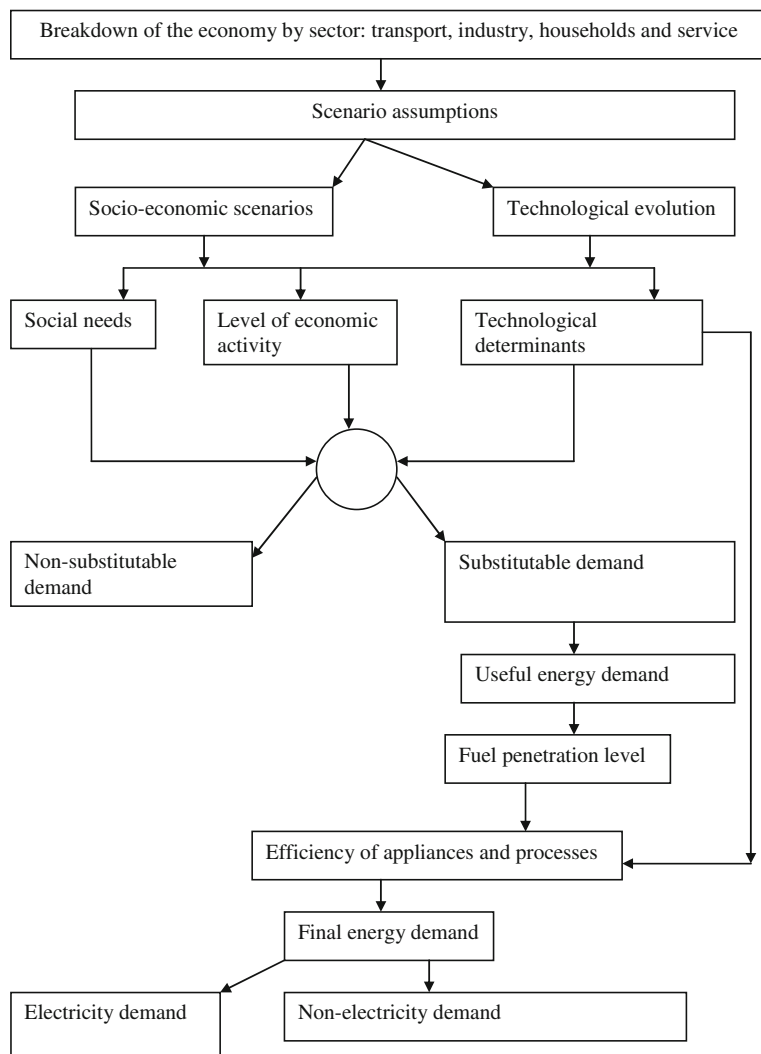 Breakdown of the economy by sector: transport, industry, households and service
Scenario assumptions
Socio-economic scenarios
Technological evolution
Social needs
Level of economic
activity
Technological
determinants
Non-substitutable
demand
Substitutable demand
Useful energy demand
Fuel penetration level
Efficiency of appliances and processes
Final energy demand
Electricity demand
Non-electricity demand